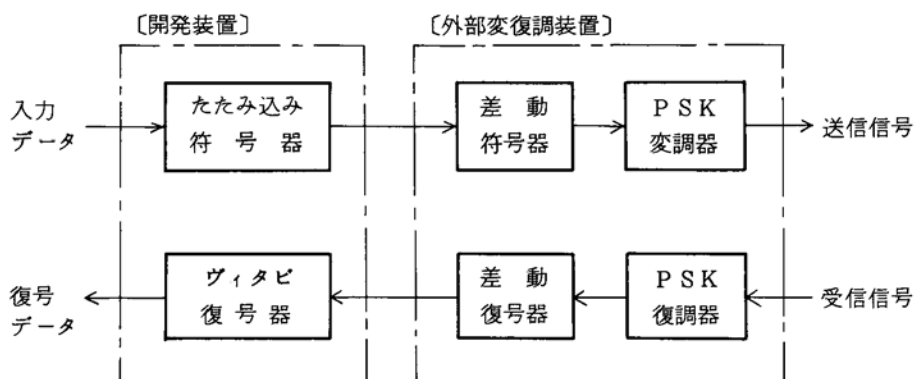 〔開発装置〕
〔外部変復調装置〕
入力
データ
たたみ込み
符号器
差動
符号器
PSK
変調器
送信信号
復号
データ
ヴィタビ
復号器
差動
復号器
PSK
復調器
受信信号